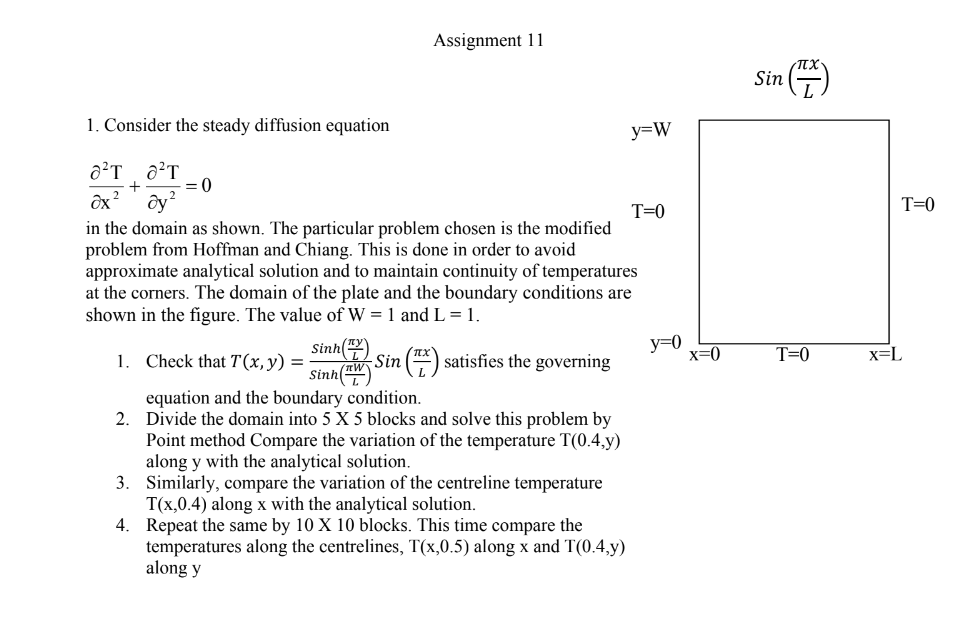 Assignment 11
Sin (πx/L)
1. Consider the steady diffusion equation
y=W
∂²T/∂x² + ∂²T/∂y² = 0
T=0
T=0
in the domain as shown. The particular problem chosen is the modified
problem from Hoffman and Chiang. This is done in order to avoid
approximate analytical solution and to maintain continuity of temperatures
at the corners. The domain of the plate and the boundary conditions are
shown in the figure. The value of W = 1 and L = 1.
y=0
x=0 T=0 x=L
1. Check that T(x, y) = Sinh(πy/L)/Sinh(πW/L) Sin (πx/L) satisfies the governing
equation and the boundary condition.
2. Divide the domain into 5 X 5 blocks and solve this problem by
Point method Compare the variation of the temperature T(0.4,y)
along y with the analytical solution.
3. Similarly, compare the variation of the centreline temperature
T(x,0.4) along x with the analytical solution.
4. Repeat the same by 10 X 10 blocks. This time compare the
temperatures along the centrelines, T(x,0.5) along x and T(0.4,y)
along y